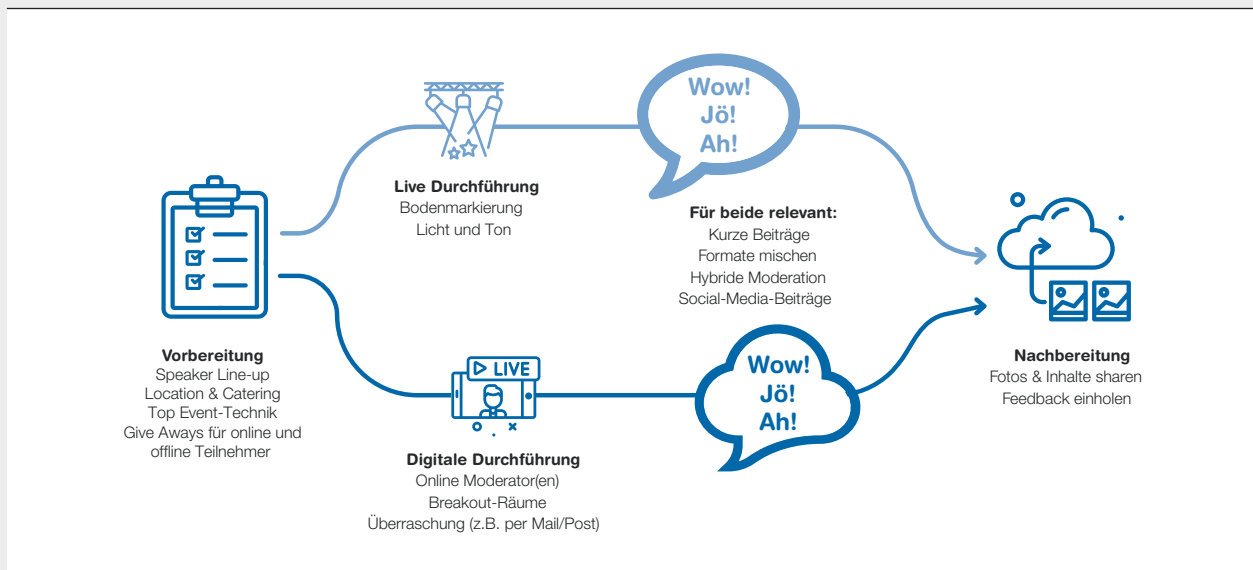 Wow!
Jö!
Ah!
Live Durchführung
Bodenmarkierung
Licht und Ton
Für beide relevant:
Kurze Beiträge
Formate mischen
Hybride Moderation
Social-Media-Beiträge
Vorbereitung
Speaker Line-up
Location & Catering
Top Event-Technik
Give Aways für online und
offline Teilnehmer
LIVE
Digitale Durchführung
Online Moderator(en)
Breakout-Räume
Überraschung (z.B. per Mail/Post)
Wow!
Jö!
Ah!
Nachbereitung
Fotos & Inhalte sharen
Feedback einholen